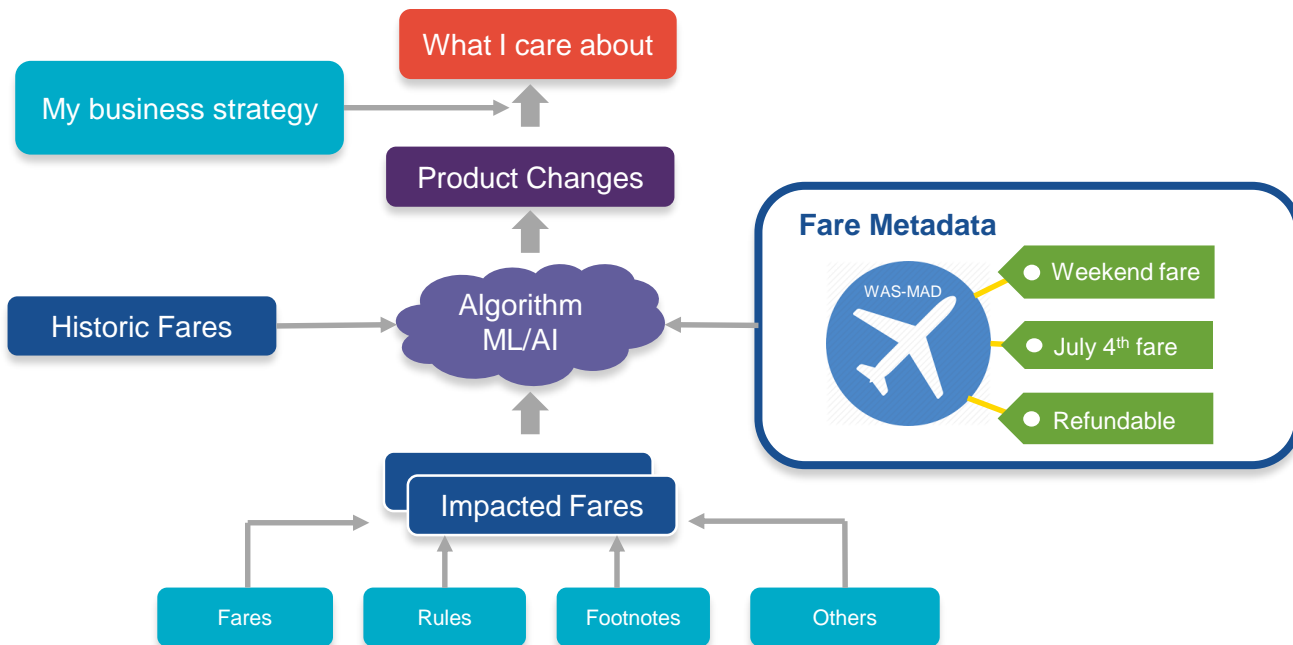 What I care about
My business strategy
Product Changes
Fare Metadata
WAS-MAD
Weekend fare
July 4th fare
Refundable
Historic Fares
Algorithm
ML/AI
Impacted Fares
Fares
Rules
Footnotes
Others